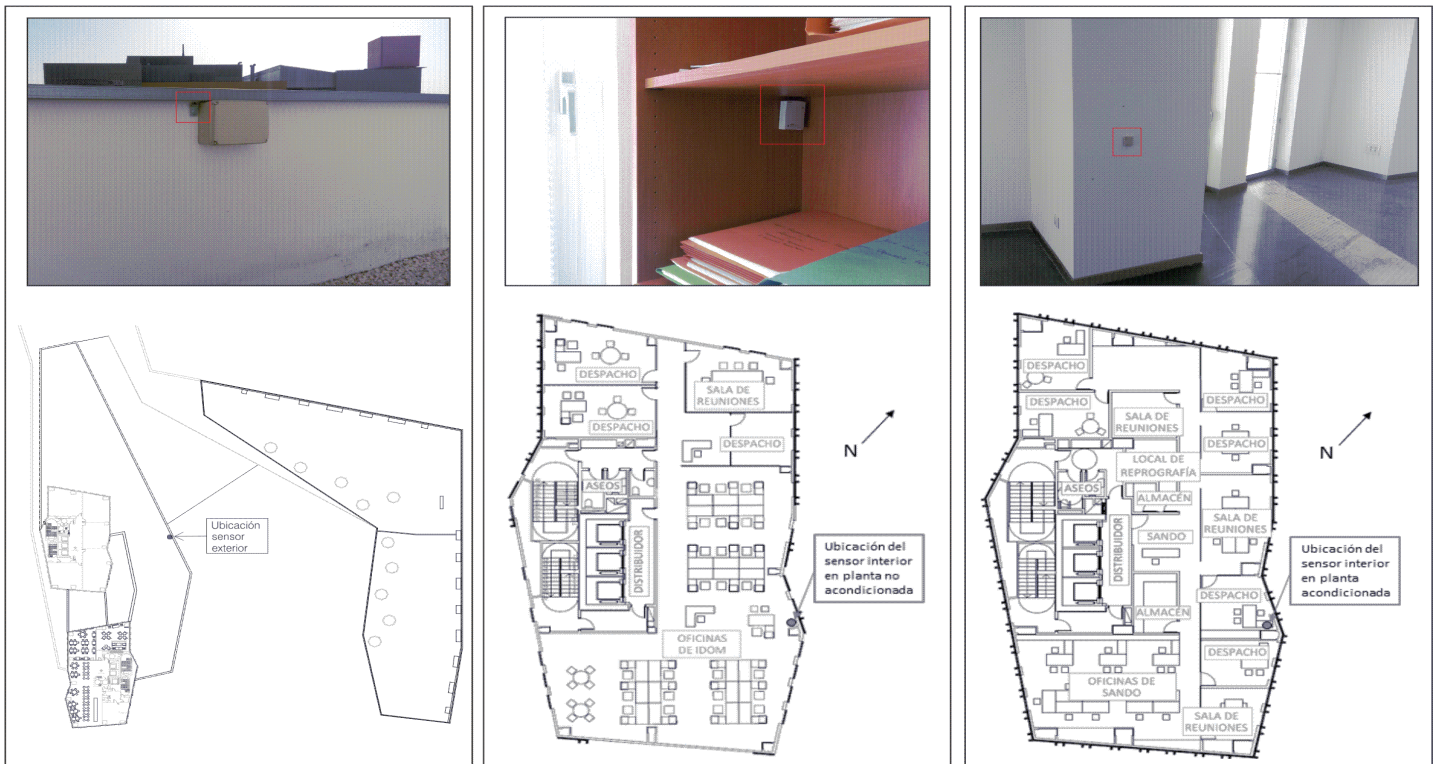 Ubicación
sensor
exterior
DESPACHO
SALA DE
REUNIONES
DESPACHO
DESPACHO
N
ASEOS
DISTRIBUIDOR
OFICINAS
DE IDOM
Ubicación del
sensor interior
en planta no
acondicionada
DESPACHO
DESPACHO
DESPACHO
SALA DE
REUNIONES
DESPACHO
LOCAL DE
REPROGRAFÍA
N
ASEOS
ALMACÉN
SALA DE
REUNIONES
SANDO
DISTRIBUIDOR
DESPACHO
ALMACÉN
DESPACHO
OFICINAS DE
SANDO
SALA DE
REUNIONES
Ubicación del
sensor interior
en planta
acondicionada